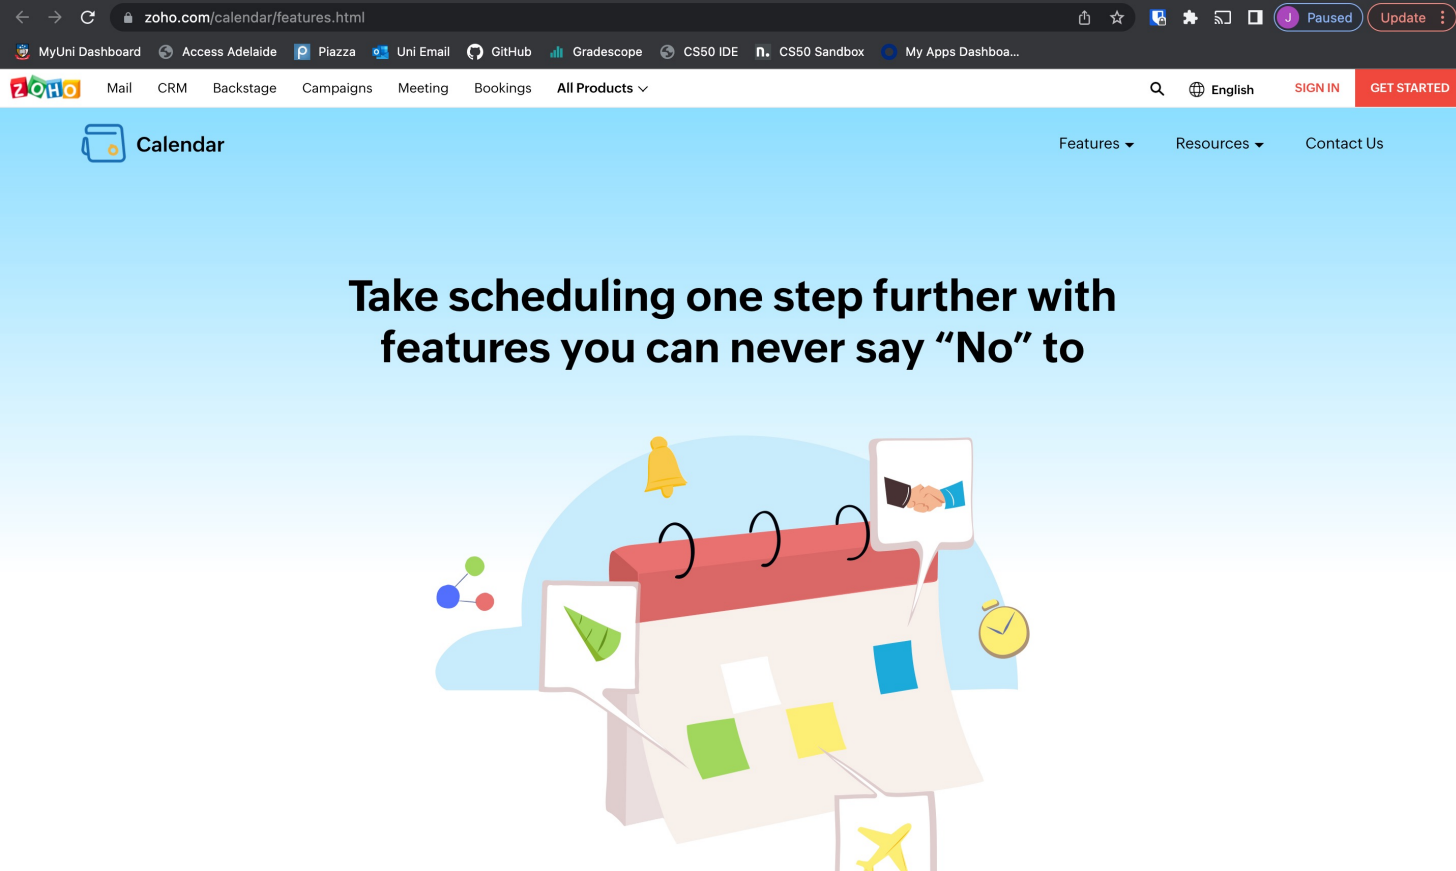 zoho.com/calendar/features.html
J Paused Update
MyUni Dashboard Access Adelaide Piazza Uni Email GitHub Gradescope CS50 IDE n. CS50 Sandbox My Apps Dashboa...
ZOHO Mail CRM Backstage Campaigns Meeting Bookings All Products English SIGN IN GET STARTED
Calendar Features Resources Contact Us
Take scheduling one step further with
features you can never say “No” to